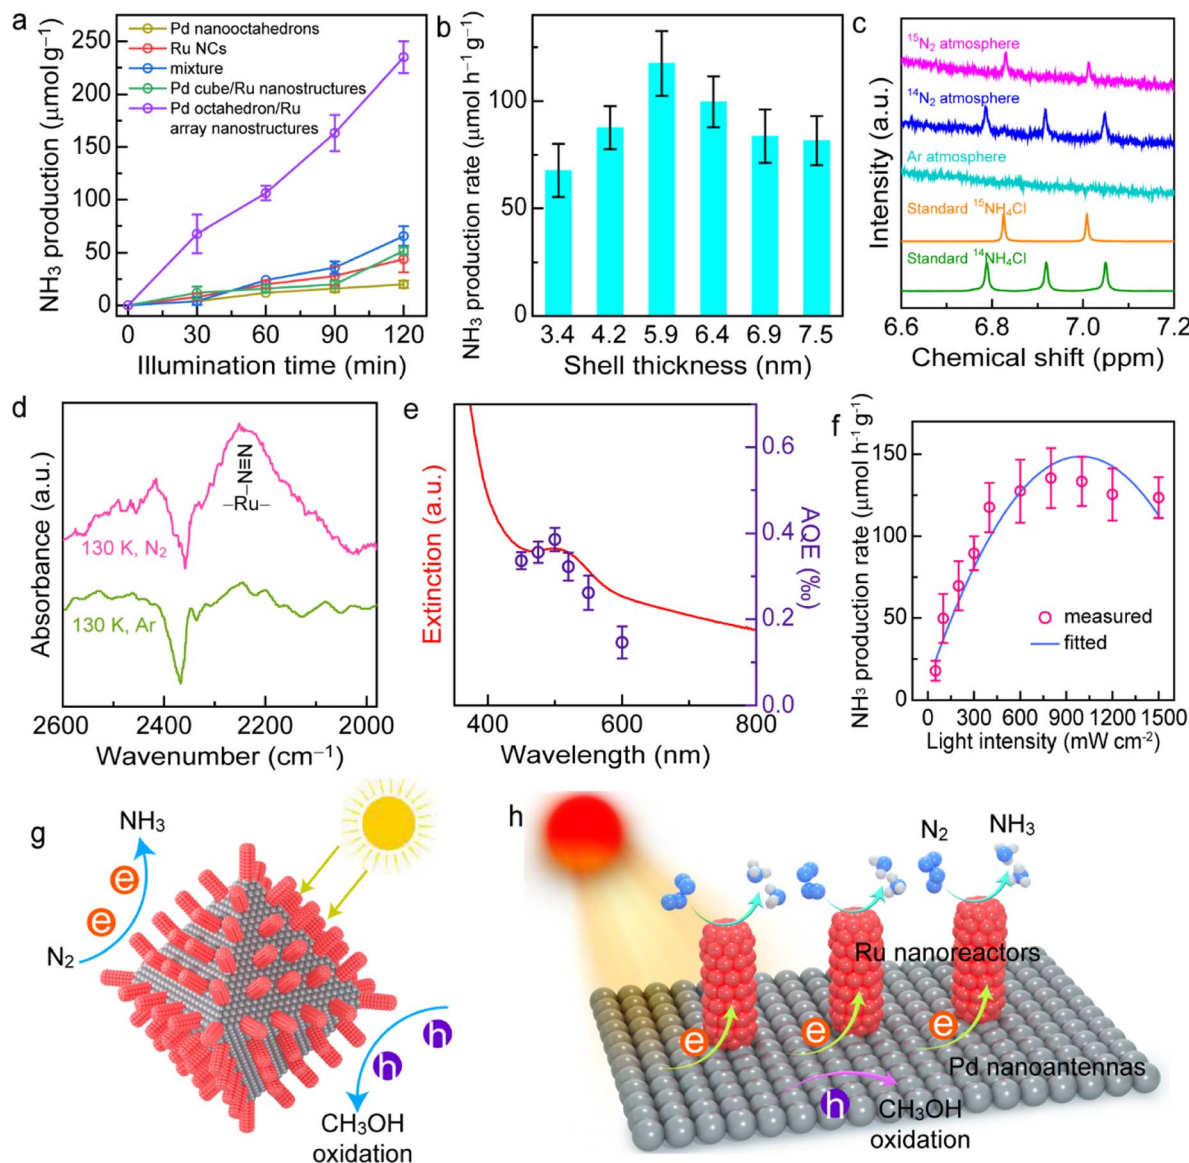 a
NH₃ production (μmol g⁻¹)
250
200
150
100
50
0
Pd nanooctahedrons
Ru NCs
mixture
Pd cube/Ru nanostructures
Pd octahedron/Ru
array nanostructures
0 30 60 90 120
Illumination time (min)
b
NH₃ production rate (μmol h⁻¹ g⁻¹)
100
50
0
3.4 4.2 5.9 6.4 6.9 7.5
Shell thickness (nm)
c
Intensity (a.u.)
¹⁵N₂ atmosphere
¹⁴N₂ atmosphere
Ar atmosphere
Standard ¹⁵NH₄Cl
Standard ¹⁴NH₄Cl
6.6 6.8 7.0 7.2
Chemical shift (ppm)
d
Absorbance (a.u.)
–N≡N
–Ru–
130 K, N₂
130 K, Ar
2600 2400 2200 2000
Wavenumber (cm⁻¹)
e
Extinction (a.u.)
0.6
0.4
0.2
0.0
AQE (‰)
400 600 800
Wavelength (nm)
f
NH₃ production rate (μmol h⁻¹ g⁻¹)
150
100
50
0
measured
fitted
0 300 600 900 1200 1500
Light intensity (mW cm⁻²)
g
NH₃
e
e
N₂
h
h
CH₃OH
oxidation
h
N₂ NH₃
Ru nanoreactors
e e e
Pd nanoantennas
h
CH₃OH
oxidation